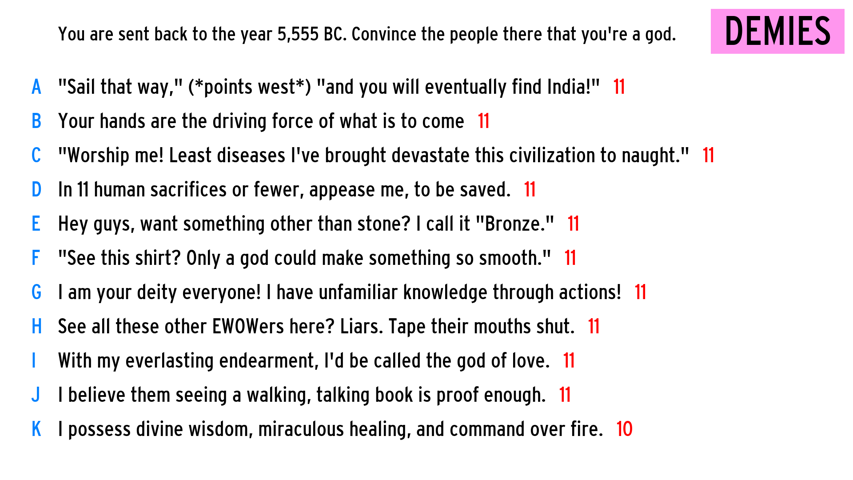 You are sent back to the year 5,555 BC. Convince the people there that you're a god.
DEMIES
A "Sail that way," (*points west*) "and you will eventually find India!" 11
B Your hands are the driving force of what is to come 11
C "Worship me! Least diseases I've brought devastate this civilization to naught." 11
D In 11 human sacrifices or fewer, appease me, to be saved. 11
E Hey guys, want something other than stone? I call it "Bronze." 11
F "See this shirt? Only a god could make something so smooth." 11
G I am your deity everyone! I have unfamiliar knowledge through actions! 11
H See all these other EWOWers here? Liars. Tape their mouths shut. 11
I With my everlasting endearment, I'd be called the god of love. 11
J I believe them seeing a walking, talking book is proof enough. 11
K I possess divine wisdom, miraculous healing, and command over fire. 10